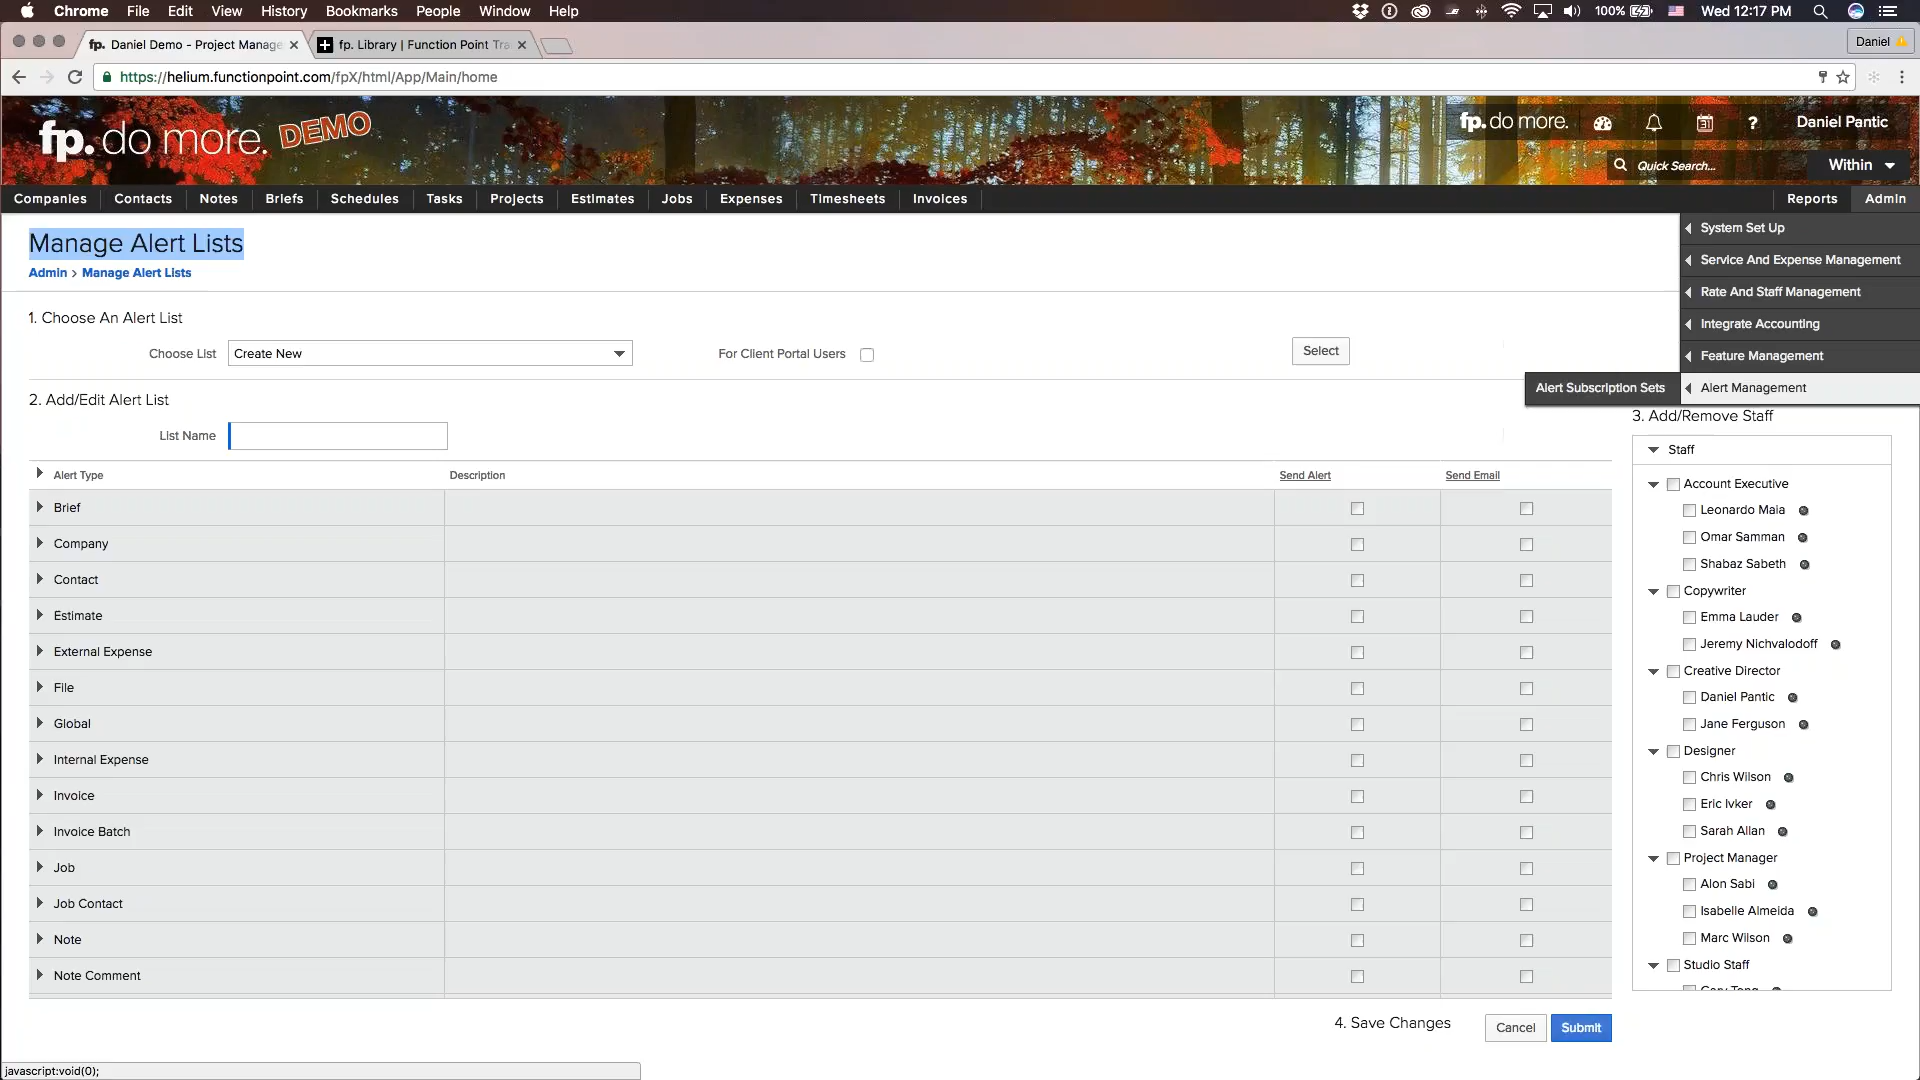 Chrome File Edit View History Bookmarks People Window Help
100% Wed 12:17 PM
fp. Daniel Demo - Project Manage
fp. Library | Function Point Tra
Daniel
https://helium.functionpoint.com/fpX/html/App/Main/home
fp. do more. DEMO
fp. do more. 31 ? Daniel Pantic
Quick Search... Within
Companies Contacts Notes Briefs Schedules Tasks Projects Estimates Jobs Expenses Timesheets Invoices Reports Admin
System Set Up
Service And Expense Management
Rate And Staff Management
Integrate Accounting
Feature Management
Alert Management
Alert Subscription Sets
Manage Alert Lists
Admin > Manage Alert Lists
1. Choose An Alert List
Choose List Create New For Client Portal Users Select
2. Add/Edit Alert List
List Name
Alert Type Description Send Alert Send Email
Brief
Company
Contact
Estimate
External Expense
File
Global
Internal Expense
Invoice
Invoice Batch
Job
Job Contact
Note
Note Comment
3. Add/Remove Staff
Staff
Account Executive
Leonardo Maia
Omar Samman
Shabaz Sabeth
Copywriter
Emma Lauder
Jeremy Nichvalodoff
Creative Director
Daniel Pantic
Jane Ferguson
Designer
Chris Wilson
Eric Ivker
Sarah Allan
Project Manager
Alon Sabi
Isabelle Almeida
Marc Wilson
Studio Staff
4. Save Changes Cancel Submit
javascript:void(0);